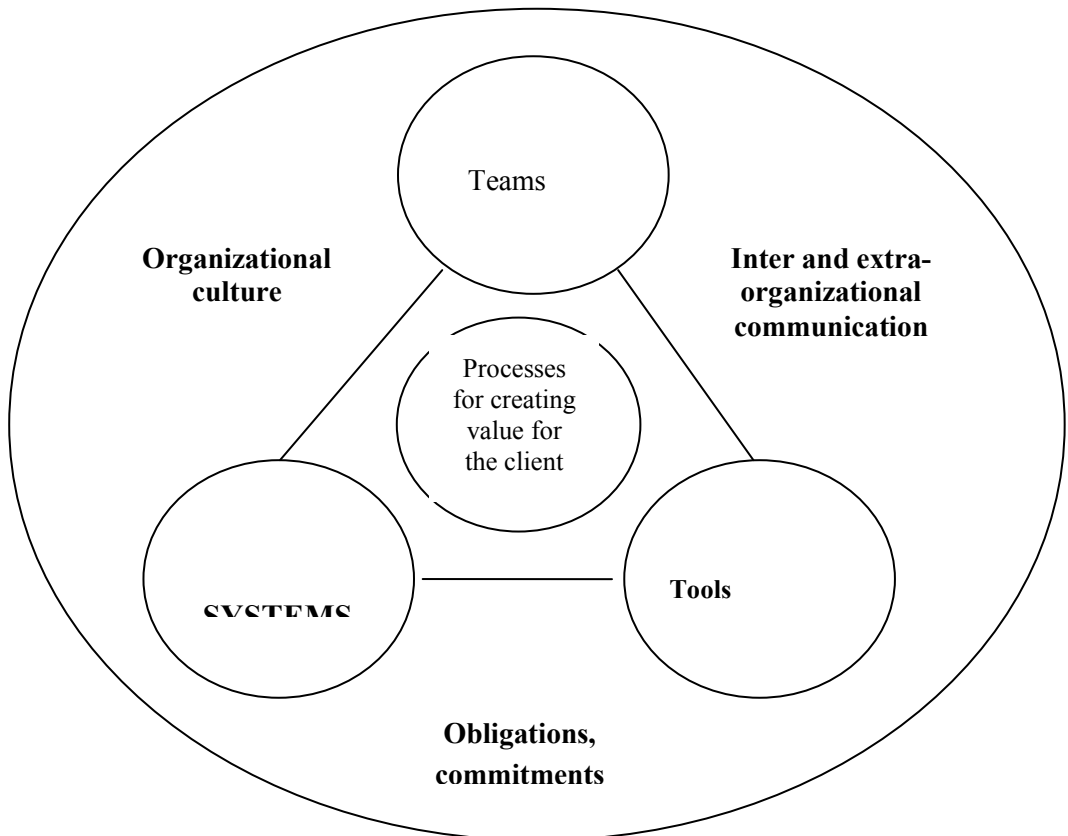 Teams
Organizational
culture
Inter and extra-
organizational
communication
Processes
for creating
value for
the client
SYSTEMS
Tools
Obligations,
commitments